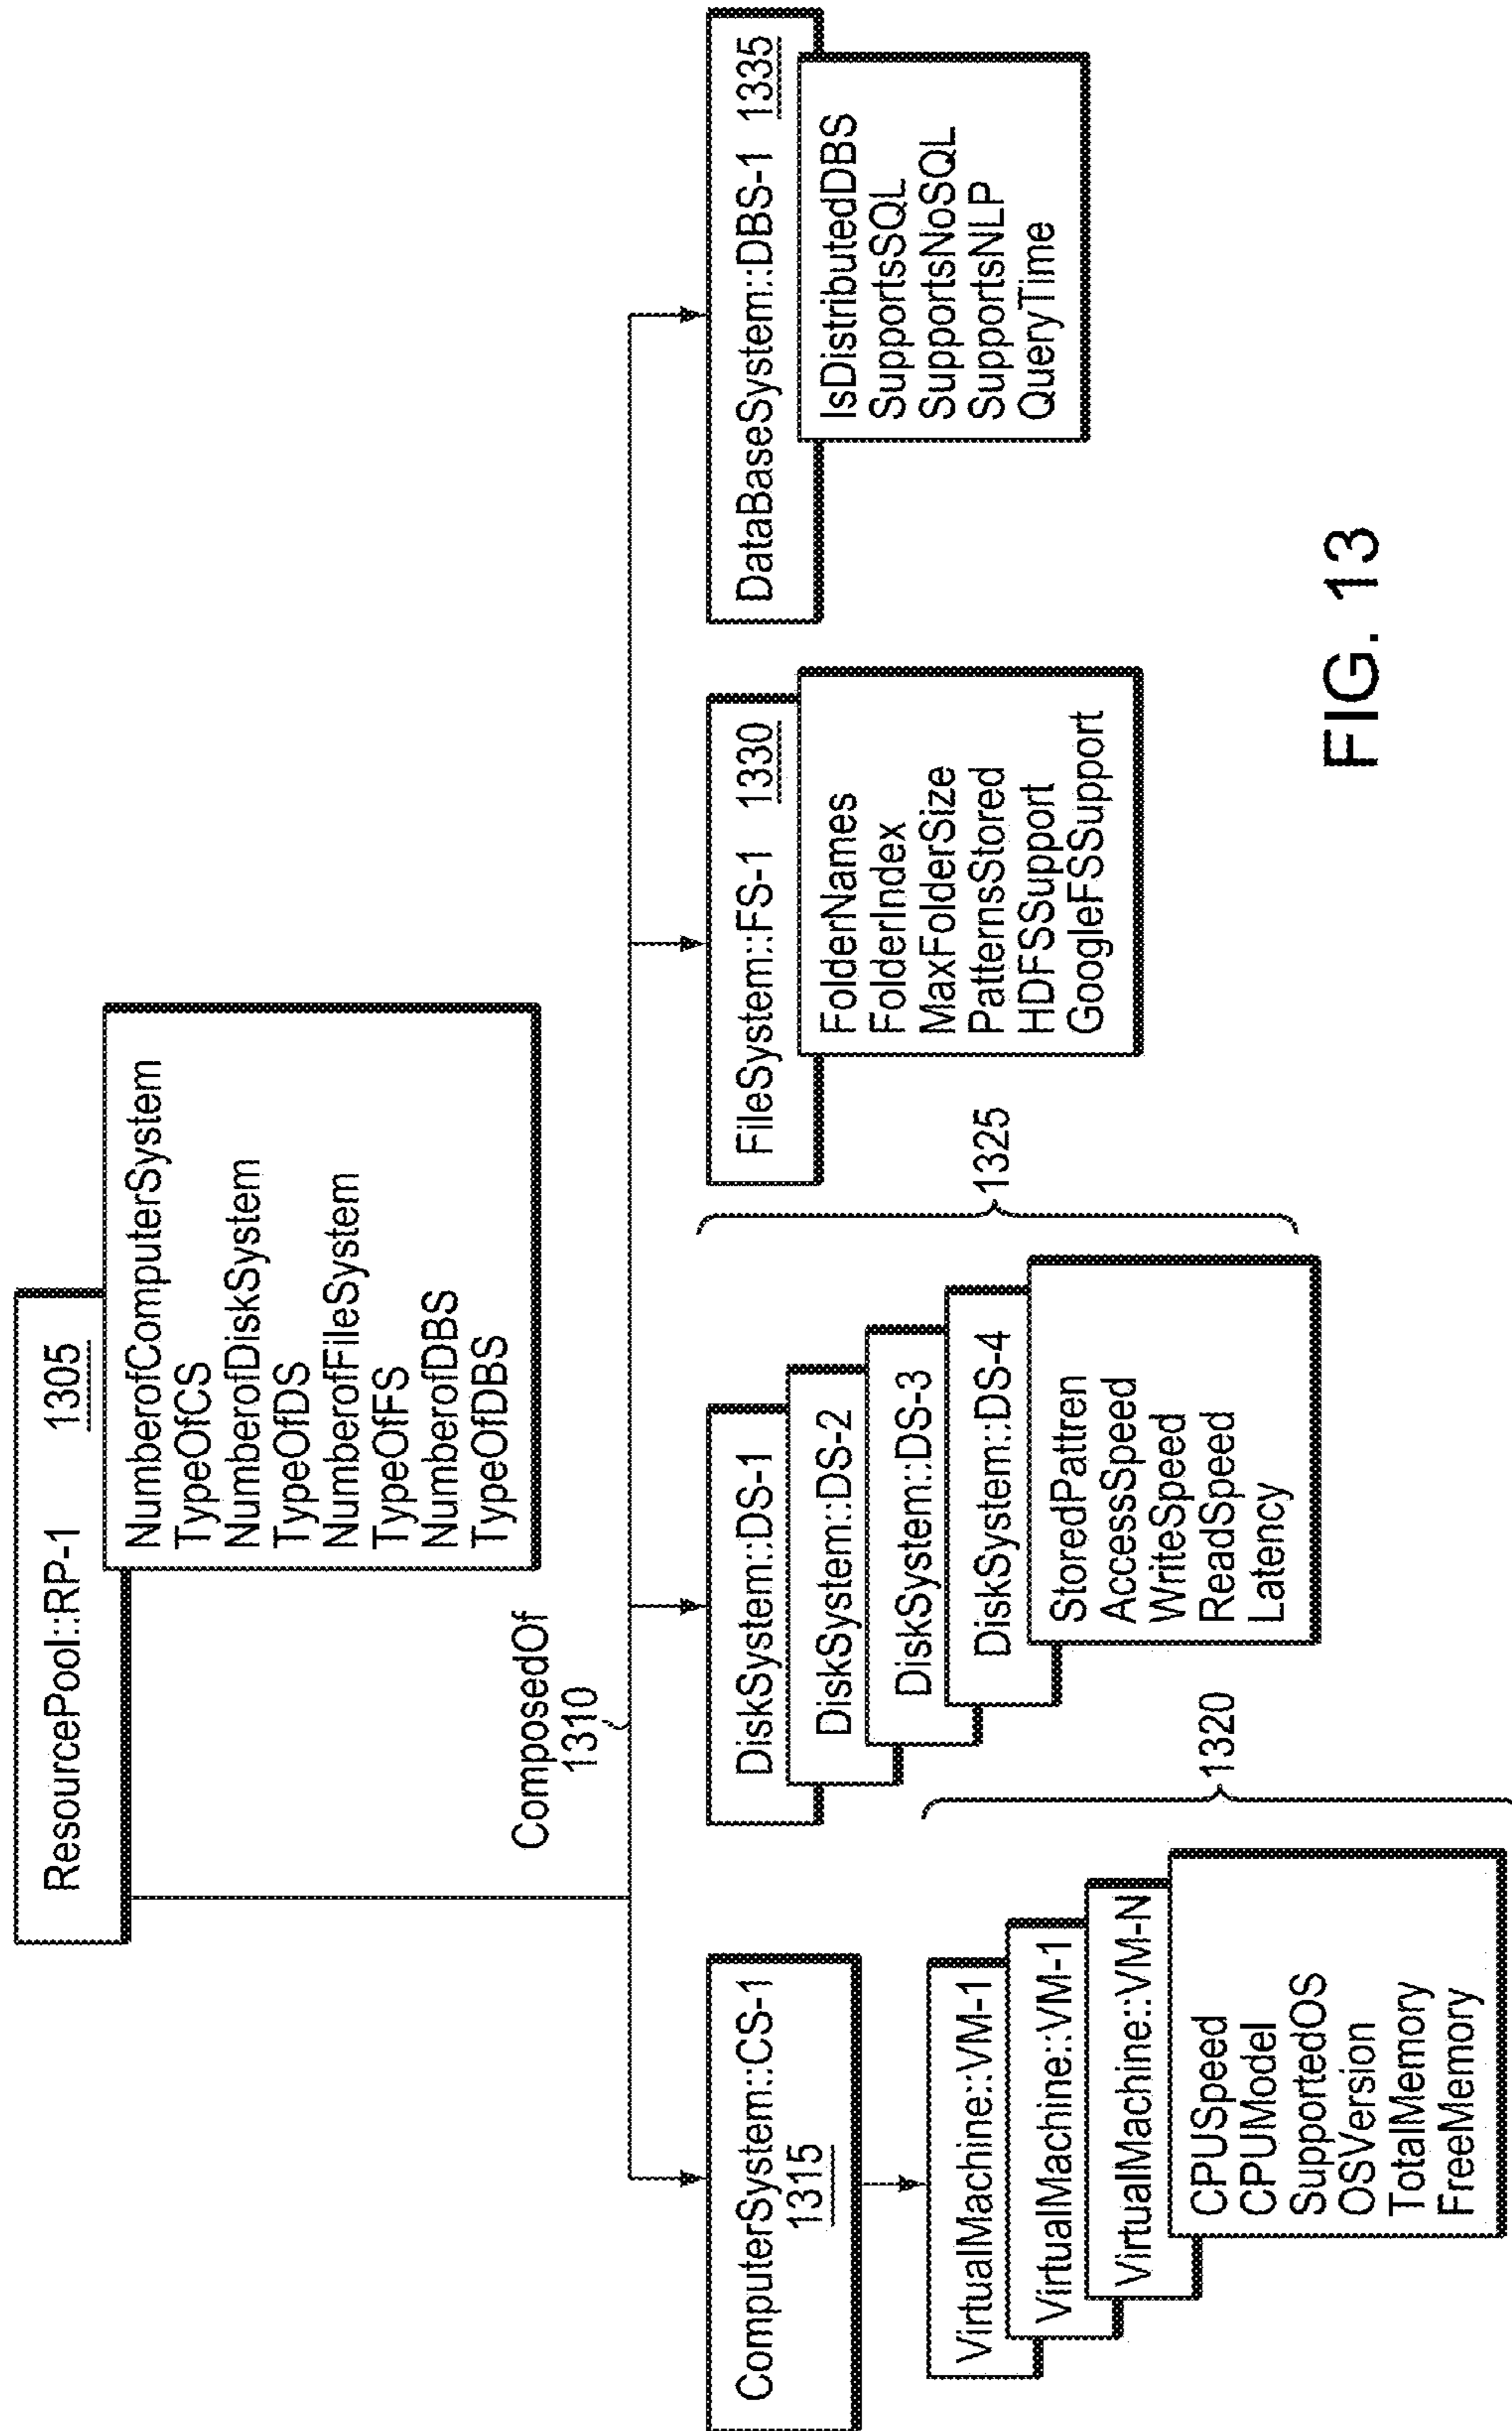 ResourcePool::RP-1 1305
NumberofComputerSystem
TypeOfCS
NumberofDiskSystem
TypeOfDS
NumberofFileSystem
TypeOfFS
NumberofDBS
TypeOfDBS
ComposedOf
1310
ComputerSystem::CS-1
1315
VirtualMachine::VM-1
VirtualMachine::VM-1
VirtualMachine::VM-N
CPUSpeed
CPUModel
SupportedOS
OSVersion
TotalMemory
FreeMemory
1320
DiskSystem::DS-1
DiskSystem::DS-2
DiskSystem::DS-3
DiskSystem::DS-4
StoredPattren
AccessSpeed
WriteSpeed
ReadSpeed
Latency
1325
FileSystem::FS-1 1330
FolderNames
FolderIndex
MaxFolderSize
PatternsStored
HDFSSupport
GoogleFSSupport
DataBaseSystem::DBS-1 1335
IsDistributedDBS
SupportsSQL
SupportsNoSQL
SupportsNLP
QueryTime
FIG. 13